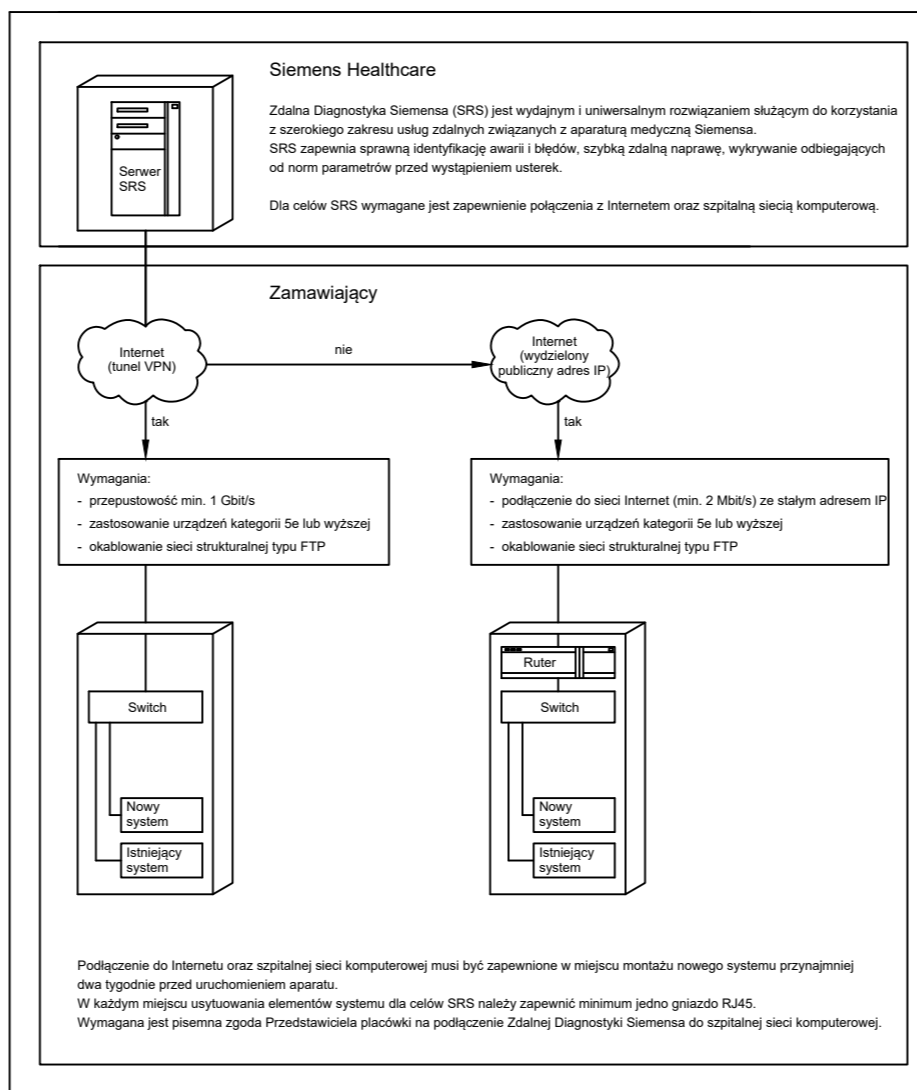 Siemens Healthcare
Zdalna Diagnostyka Siemensa (SRS) jest wydajnym i uniwersalnym rozwiązaniem służącym do korzystania
z szerokiego zakresu usług zdalnych związanych z aparaturą medyczną Siemensa.
SRS zapewnia sprawną identyfikację awarii i błędów, szybką zdalną naprawę, wykrywanie odbiegających
od norm parametrów przed wystąpieniem usterek.
Dla celów SRS wymagane jest zapewnienie połączenia z Internetem oraz szpitalną siecią komputerową.
Serwer
SRS
Zamawiający
Internet
(tunel VPN)
nie
Internet
(wydzielony
publiczny adres IP)
tak
tak
Wymagania:
- przepustowość min. 1 Gbit/s
- zastosowanie urządzeń kategorii 5e lub wyższej
- okablowanie sieci strukturalnej typu FTP
Wymagania:
- podłączenie do sieci Internet (min. 2 Mbit/s) ze stałym adresem IP
- zastosowanie urządzeń kategorii 5e lub wyższej
- okablowanie sieci strukturalnej typu FTP
Switch
Nowy
system
Istniejący
system
Ruter
Switch
Nowy
system
Istniejący
system
Podłączenie do Internetu oraz szpitalnej sieci komputerowej musi być zapewnione w miejscu montażu nowego systemu przynajmniej
dwa tygodnie przed uruchomieniem aparatu.
W każdym miejscu usytuowania elementów systemu dla celów SRS należy zapewnić minimum jedno gniazdo RJ45.
Wymagana jest pisemna zgoda Przedstawiciela placówki na podłączenie Zdalnej Diagnostyki Siemensa do szpitalnej sieci komputerowej.